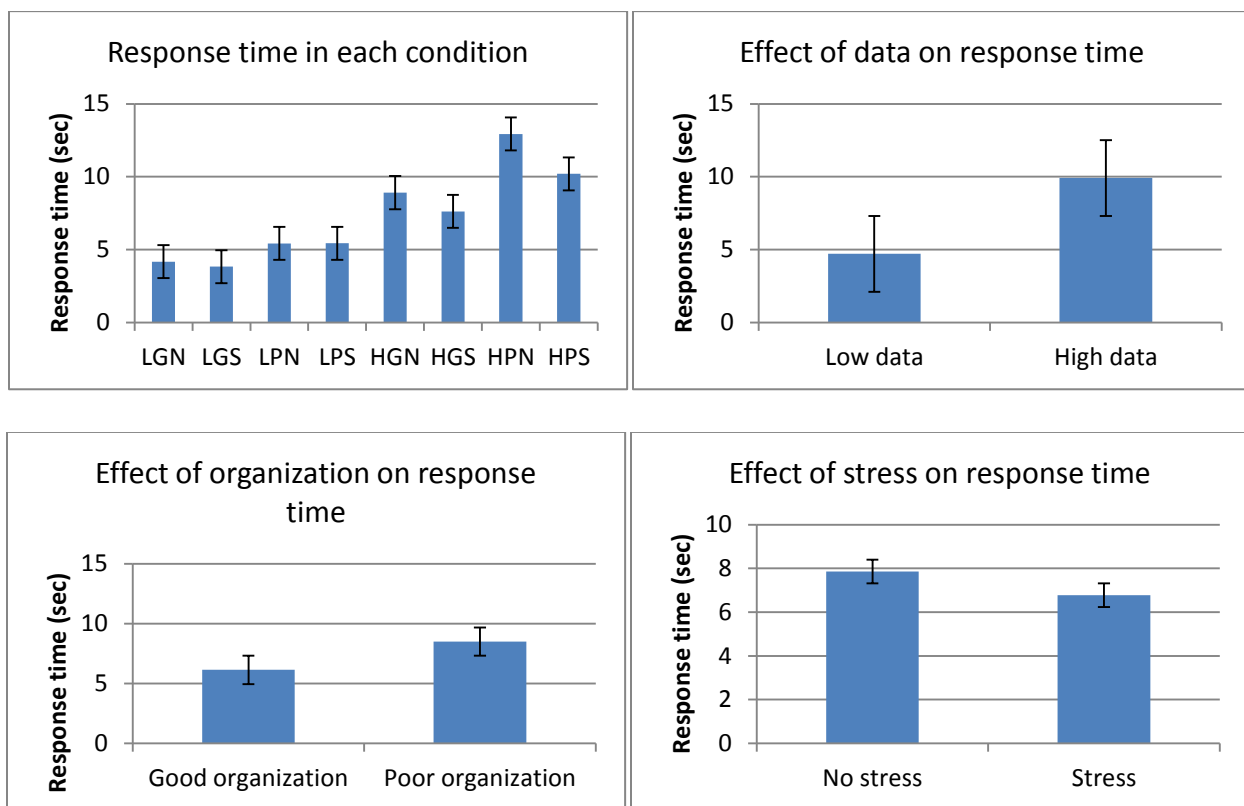 Response time in each condition
Response time (sec)
15
10
5
0
LGN LGS LPN LPS HGN HGS HPN HPS
Effect of data on response time
Response time (sec)
15
10
5
0
Low data High data
Effect of organization on response
time
Response time (sec)
15
10
5
0
Good organization Poor organization
Effect of stress on response time
Response time (sec)
10
8
6
4
2
0
No stress Stress